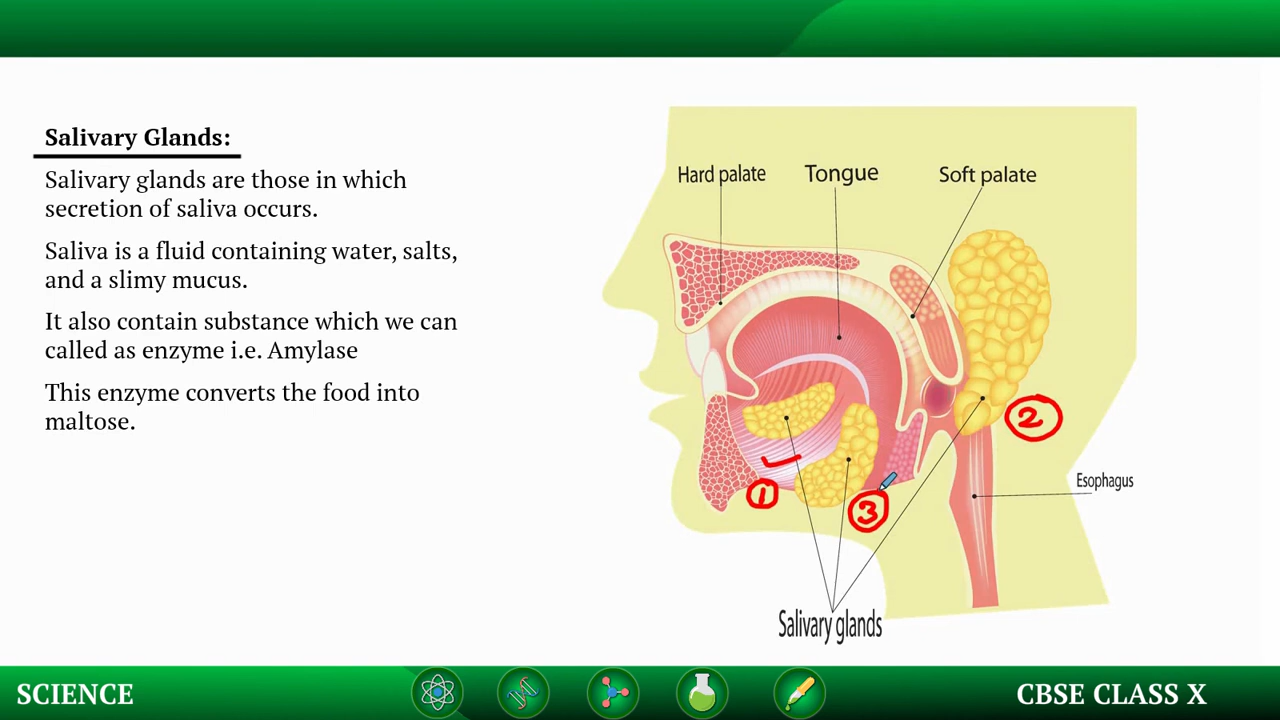 Salivary Glands:
Salivary glands are those in which
secretion of saliva occurs.
Saliva is a fluid containing water, salts,
and a slimy mucus.
It also contain substance which we can
called as enzyme i.e. Amylase
This enzyme converts the food into
maltose.
Hard palate
Tongue
Soft palate
2
Esophagus
1
3
Salivary glands
SCIENCE
CBSE CLASS X